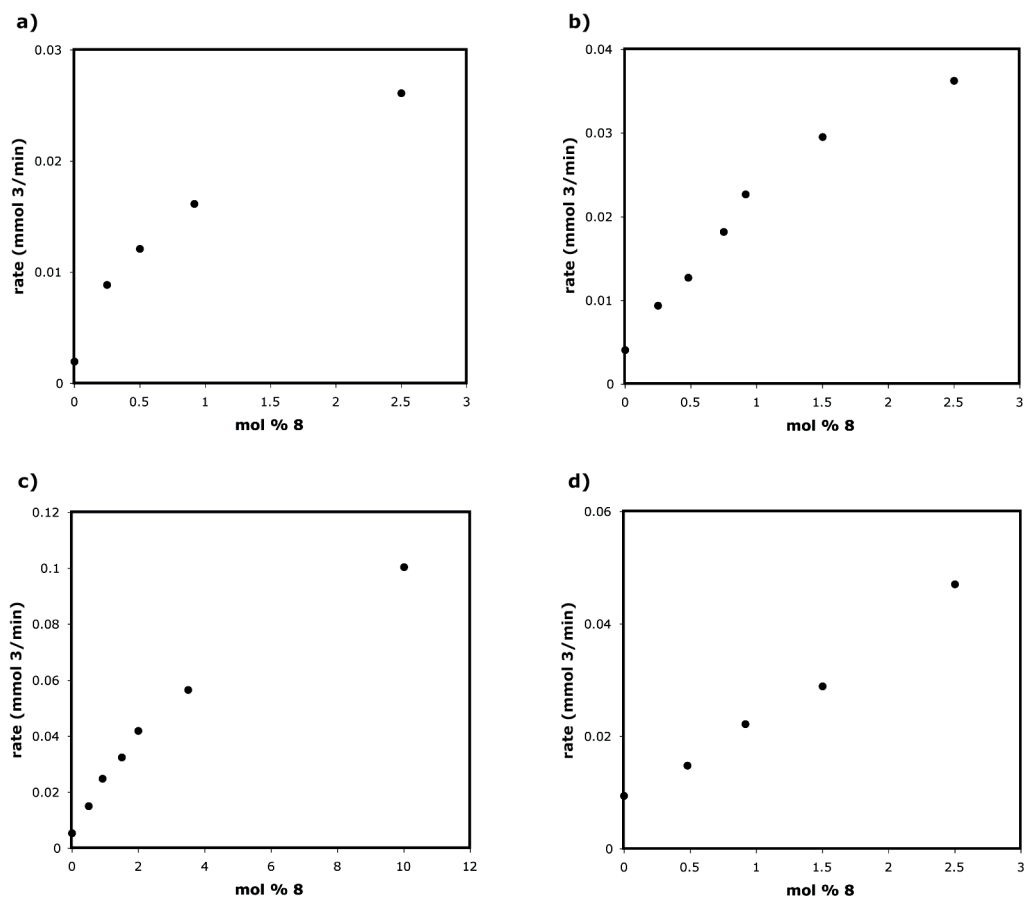 a)
0.03
0.02
0.01
0
rate (mmol 3/min)
0 0.5 1 1.5 2 2.5 3
mol % 8
b)
0.04
0.03
0.02
0.01
0
rate (mmol 3/min)
0 0.5 1 1.5 2 2.5 3
mol % 8
c)
0.12
0.1
0.08
0.06
0.04
0.02
0
rate (mmol 3/min)
0 2 4 6 8 10 12
mol % 8
d)
0.06
0.04
0.02
0
rate (mmol 3/min)
0 0.5 1 1.5 2 2.5 3
mol % 8